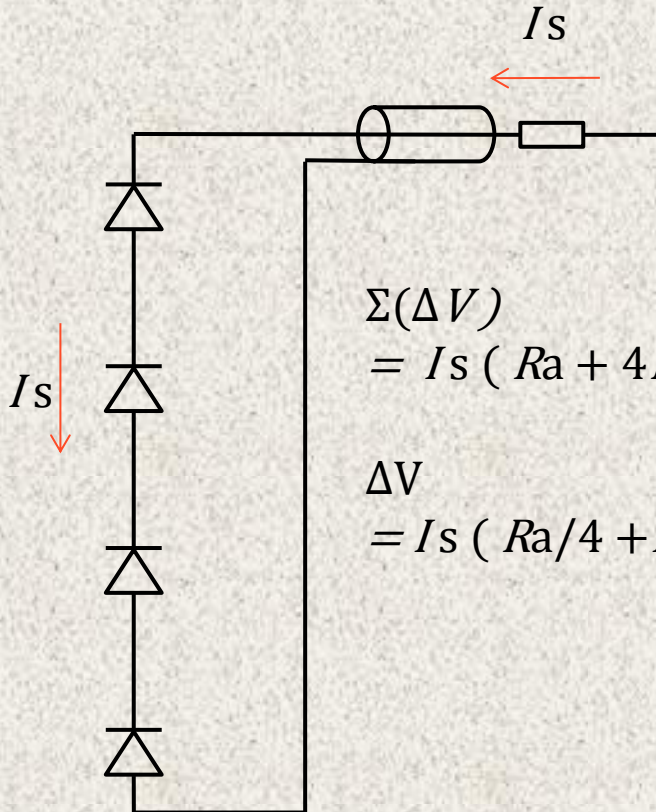 Is
Is
Σ(ΔV)
= Is ( Ra + 4
ΔV
= Is ( Ra/4 +